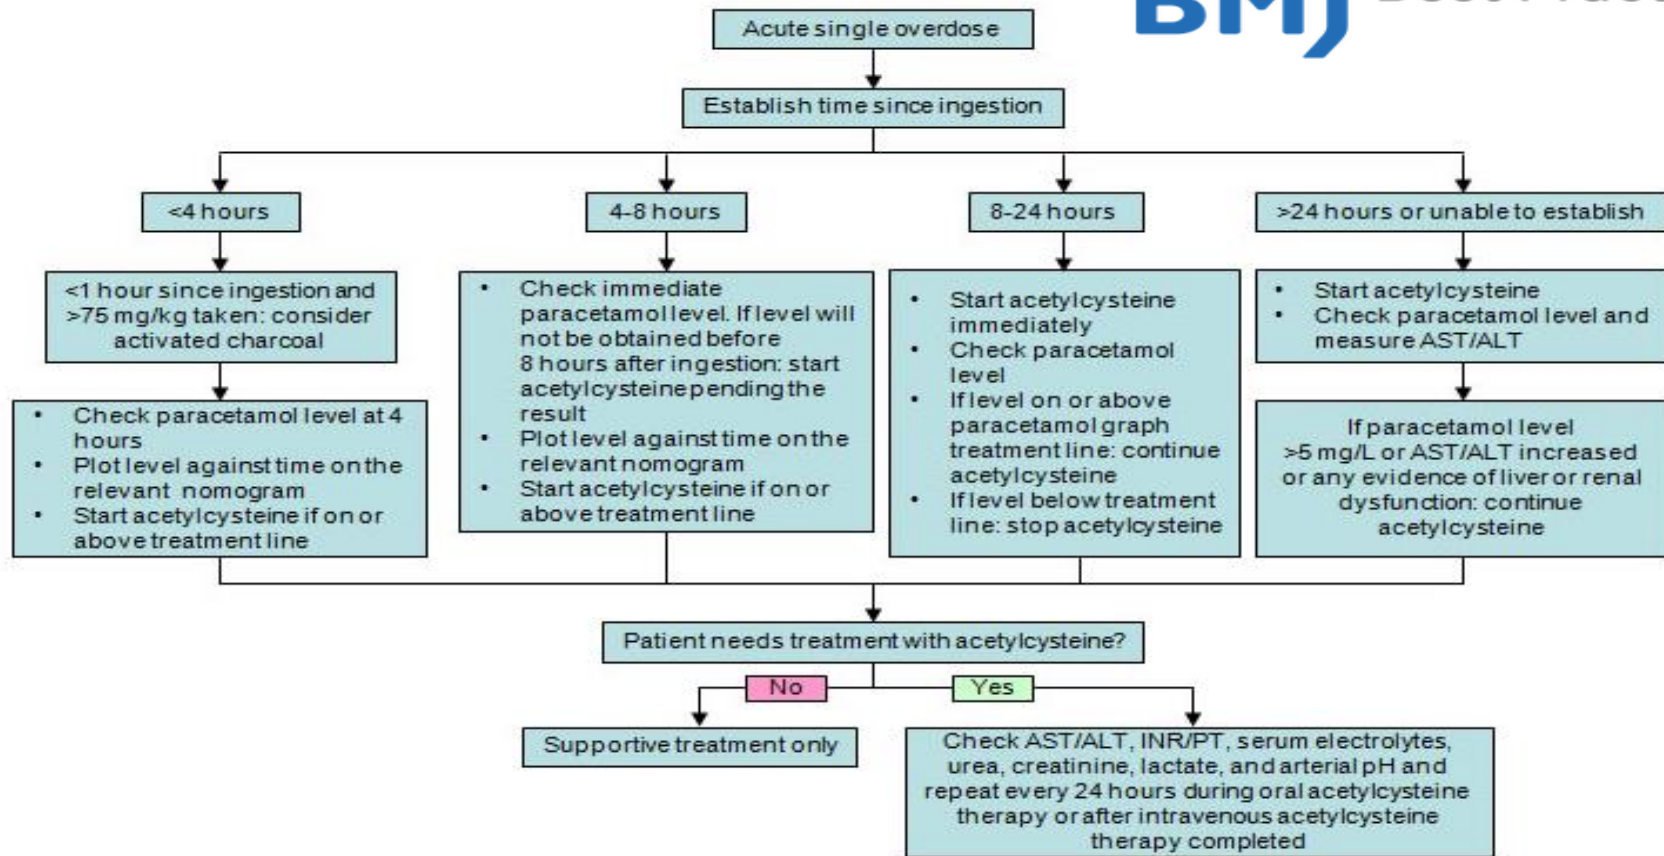 BMJ
Acute single overdose
Establish time since ingestion
<4 hours
4-8 hours
8-24 hours
>24 hours or unable to establish
<1 hour since ingestion and
>75 mg/kg taken: consider
activated charcoal
• Check paracetamol level at 4
hours
• Plot level against time on the
relevant nomogram
• Start acetylcysteine if on or
above treatment line
• Check immediate
paracetamol level. If level will
not be obtained before
8 hours after ingestion: start
acetylcysteine pending the
result
• Plot level against time on the
relevant nomogram
• Start acetylcysteine if on or
above treatment line
• Start acetylcysteine
immediately
• Check paracetamol
level
• If level on or above
paracetamol graph
treatment line: continue
acetylcysteine
• If level below treatment
line: stop acetylcysteine
• Start acetylcysteine
• Check paracetamol level and
measure AST/ALT
If paracetamol level
>5 mg/L or AST/ALT increased
or any evidence of liver or renal
dysfunction: continue
acetylcysteine
Patient needs treatment with acetylcysteine?
No
Yes
Supportive treatment only
Check AST/ALT, INR/PT, serum electrolytes,
urea, creatinine, lactate, and arterial pH and
repeat every 24 hours during oral acetylcysteine
therapy or after intravenous acetylcysteine
therapy completed